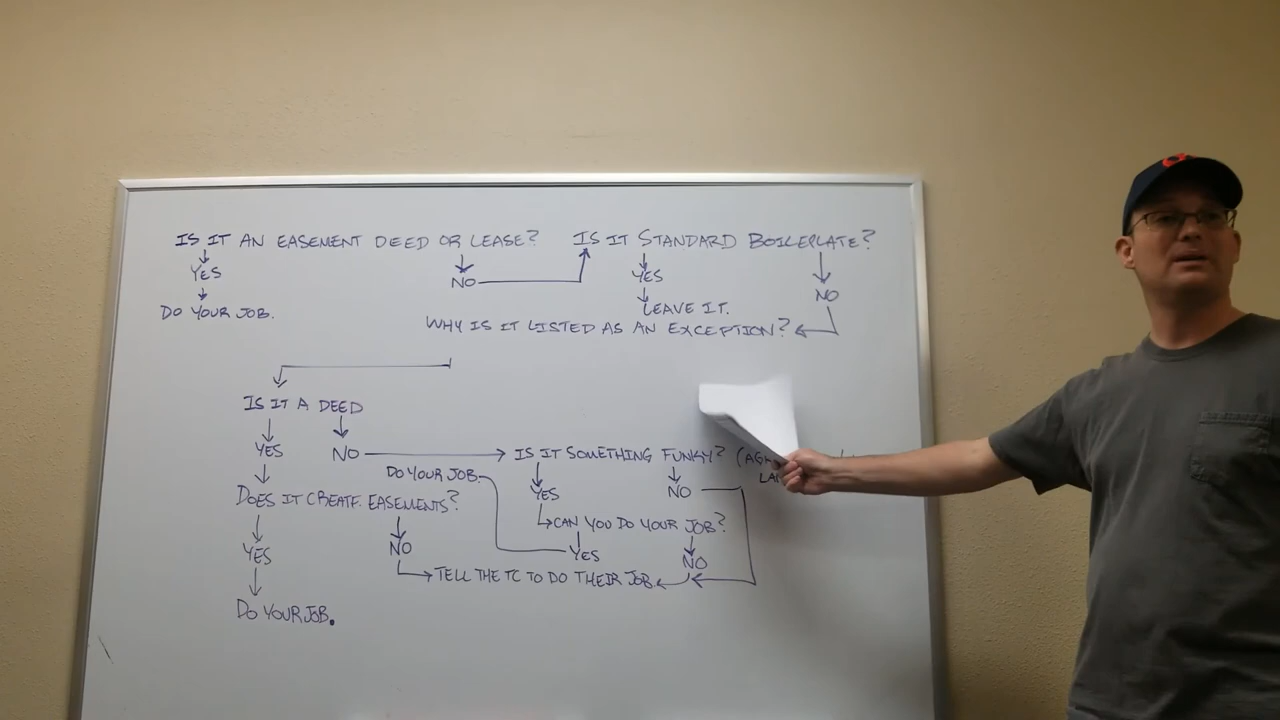 IS IT AN EASEMENT DEED OR LEASE? IS IT STANDARD BOILERPLATE?
YES NO YES NO
DO YOUR JOB. LEAVE IT.
WHY IS IT LISTED AS AN EXCEPTION?
IS IT A DEED
YES NO IS IT SOMETHING FUNKY?
DO YOUR JOB. YES NO
DOES IT CREATE EASEMENTS? CAN YOU DO YOUR JOB?
YES NO YES NO
TELL THE TC TO DO THEIR JOB.
DO YOUR JOB.